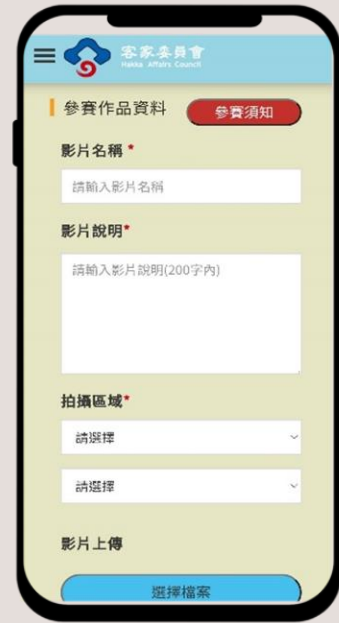 客家委員會
Hakka Affairs Council
參賽作品資料 參賽須知
影片名稱 *
請輸入影片名稱
影片說明*
請輸入影片說明(200字內)
拍攝區域*
請選擇
請選擇
影片上傳
選擇檔案